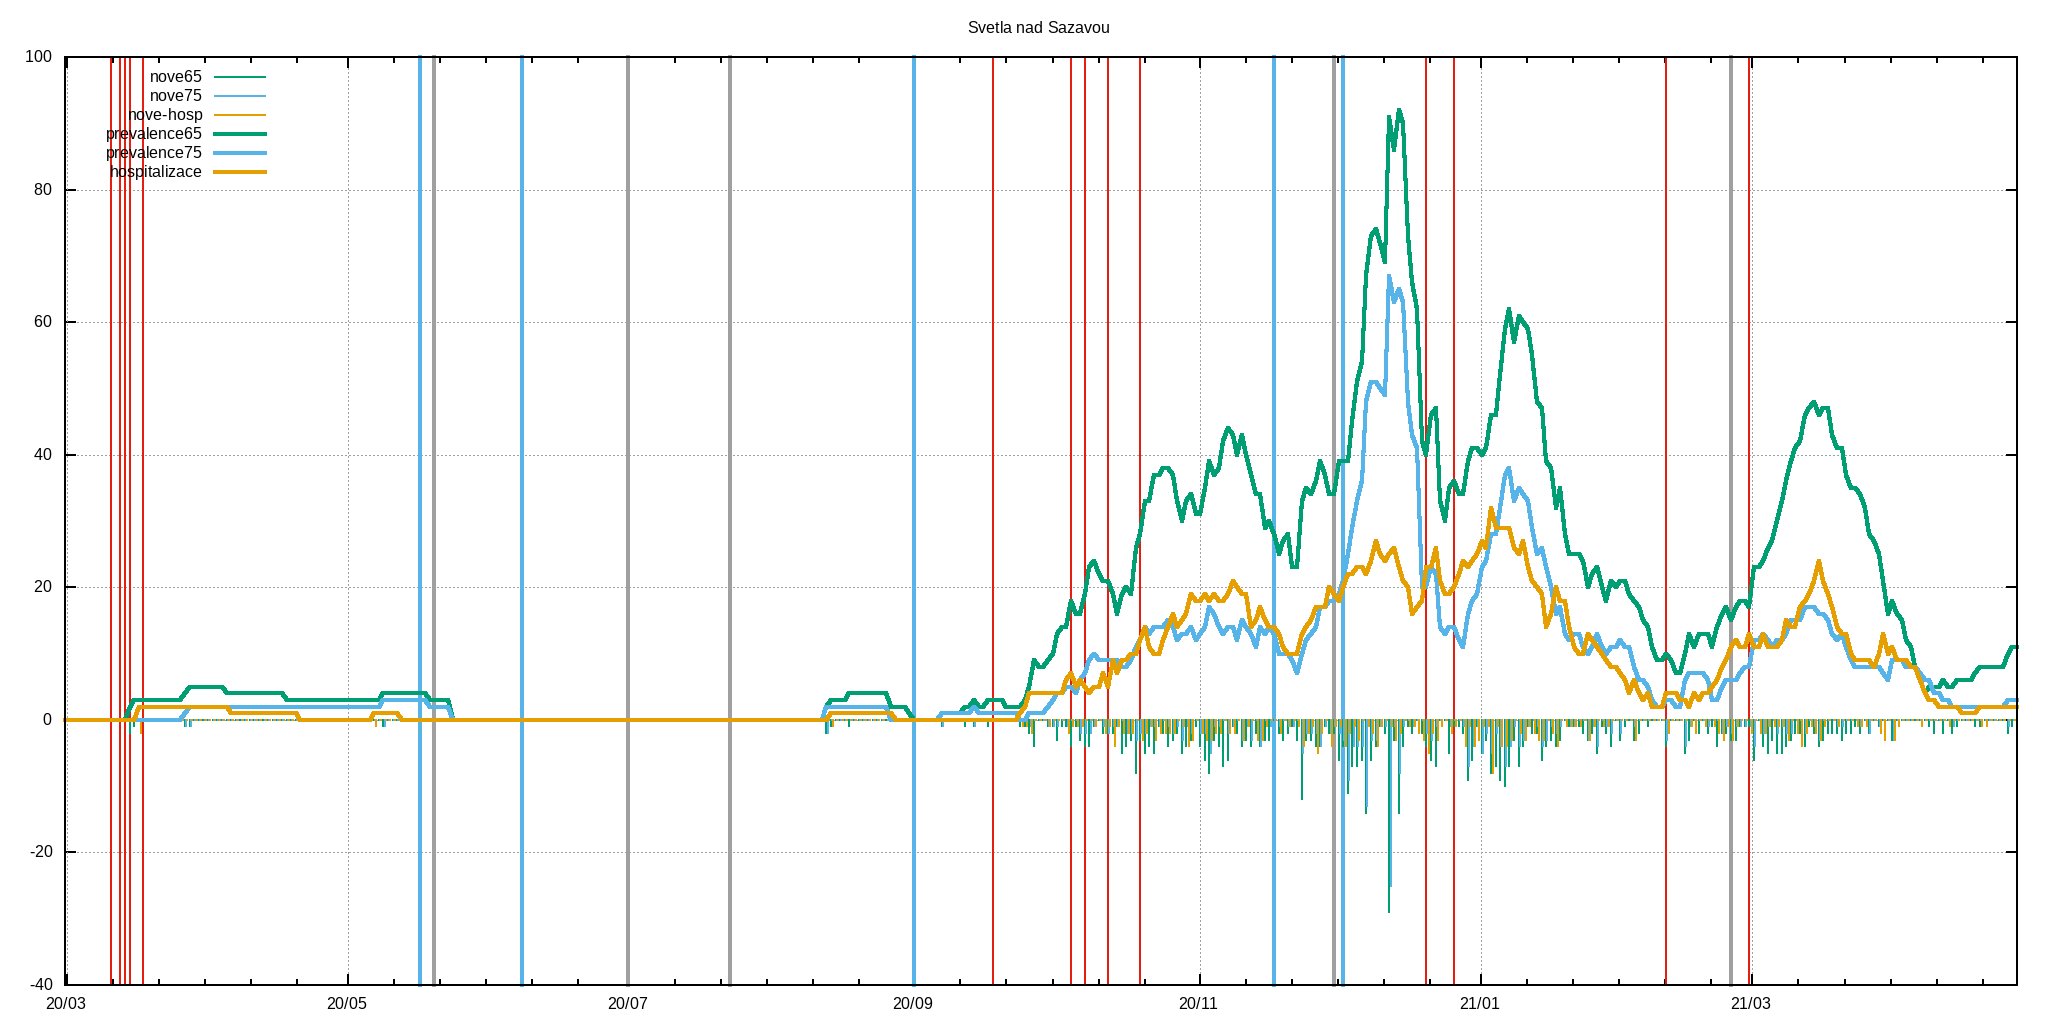 Svetla nad Sazavou
100
80
60
40
20
0
-20
-40
nove65
nove75
nove-hosp
prevalence65
prevalence75
hospitalizace
20/03 20/05 20/07 20/09 20/11 21/01 21/03